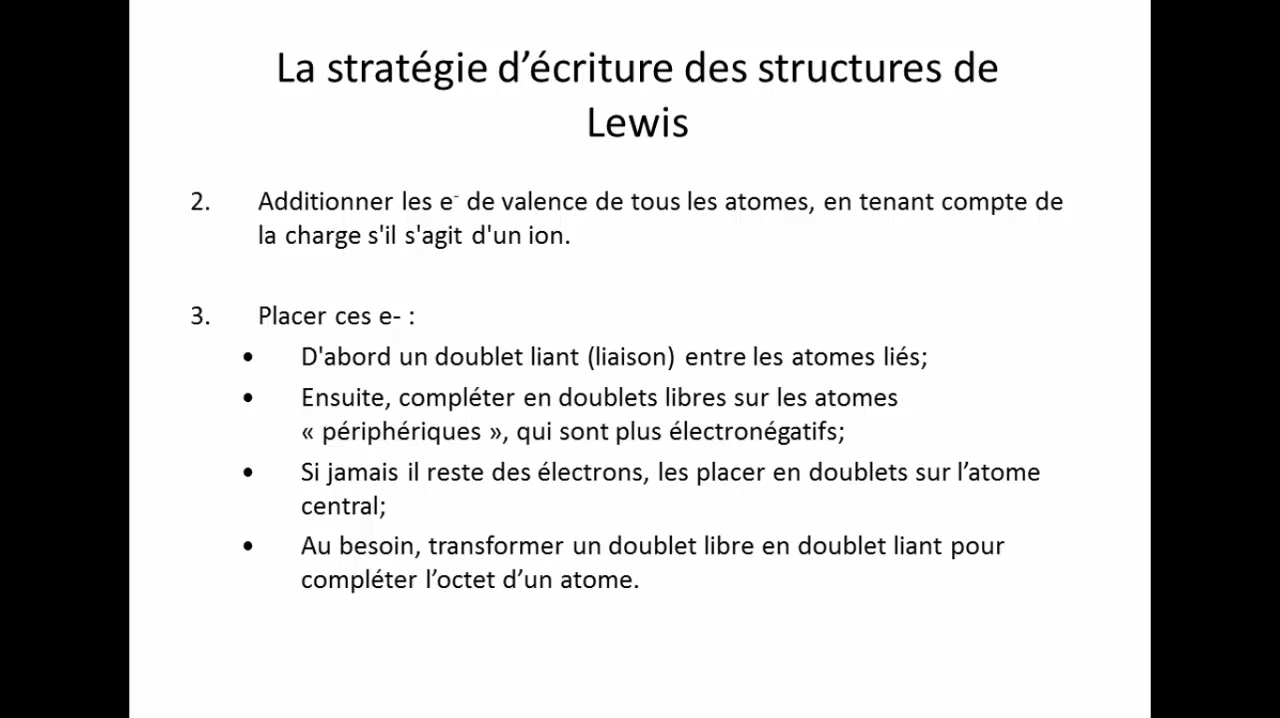 La stratégie d’écriture des structures de
Lewis
2. Additionner les e⁻ de valence de tous les atomes, en tenant compte de
la charge s'il s'agit d'un ion.
3. Placer ces e- :
• D'abord un doublet liant (liaison) entre les atomes liés;
• Ensuite, compléter en doublets libres sur les atomes
« périphériques », qui sont plus électronégatifs;
• Si jamais il reste des électrons, les placer en doublets sur l’atome
central;
• Au besoin, transformer un doublet libre en doublet liant pour
compléter l’octet d’un atome.